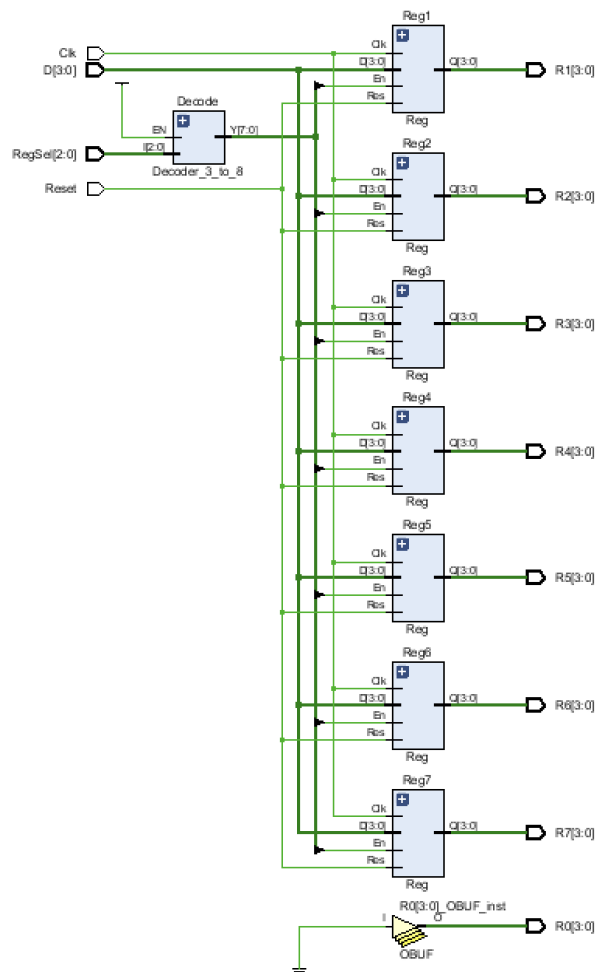 Reg1
Clk
Clk
D[3:0]
D[3:0]
Q[3:0]
R1[3:0]
En
Res
Reg
Decode
EN
Y[7:0]
RegSel[2:0]
I[2:0]
Decoder_3_to_8
Reset
Reg2
Clk
D[3:0]
Q[3:0]
R2[3:0]
En
Res
Reg
Reg3
Clk
D[3:0]
Q[3:0]
R3[3:0]
En
Res
Reg
Reg4
Clk
D[3:0]
Q[3:0]
R4[3:0]
En
Res
Reg
Reg5
Clk
D[3:0]
Q[3:0]
R5[3:0]
En
Res
Reg
Reg6
Clk
D[3:0]
Q[3:0]
R6[3:0]
En
Res
Reg
Reg7
Clk
D[3:0]
Q[3:0]
R7[3:0]
En
Res
Reg
R0[3:0]_OBUF_inst
I
O
R0[3:0]
OBUF